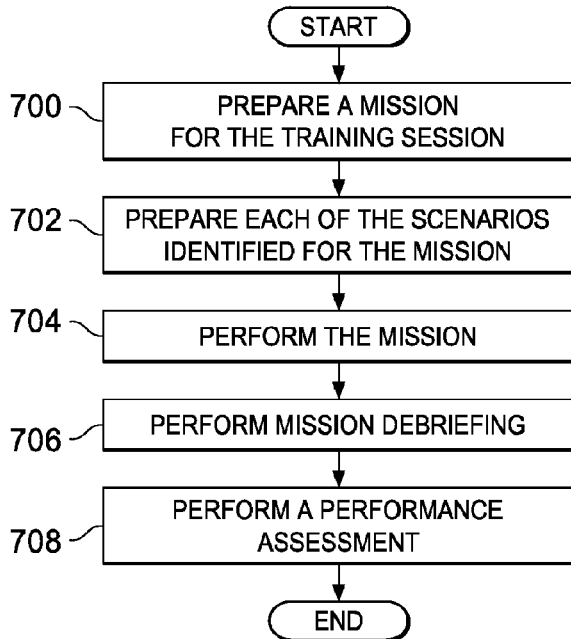 START
700
PREPARE A MISSION
FOR THE TRAINING SESSION
702
PREPARE EACH OF THE SCENARIOS
IDENTIFIED FOR THE MISSION
704
PERFORM THE MISSION
706
PERFORM MISSION DEBRIEFING
708
PERFORM A PERFORMANCE
ASSESSMENT
END